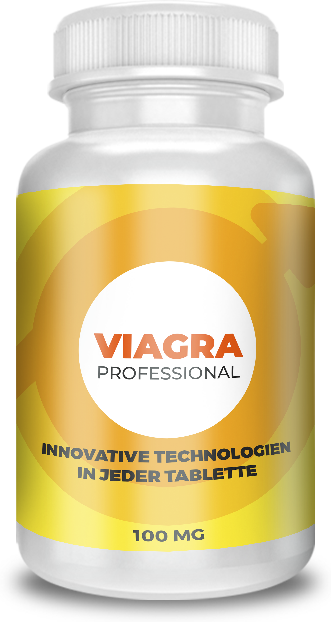 VIAGRA
PROFESSIONAL
INNOVATIVE TECHNOLOGIEN
IN JEDER TABLETTE
100 MG